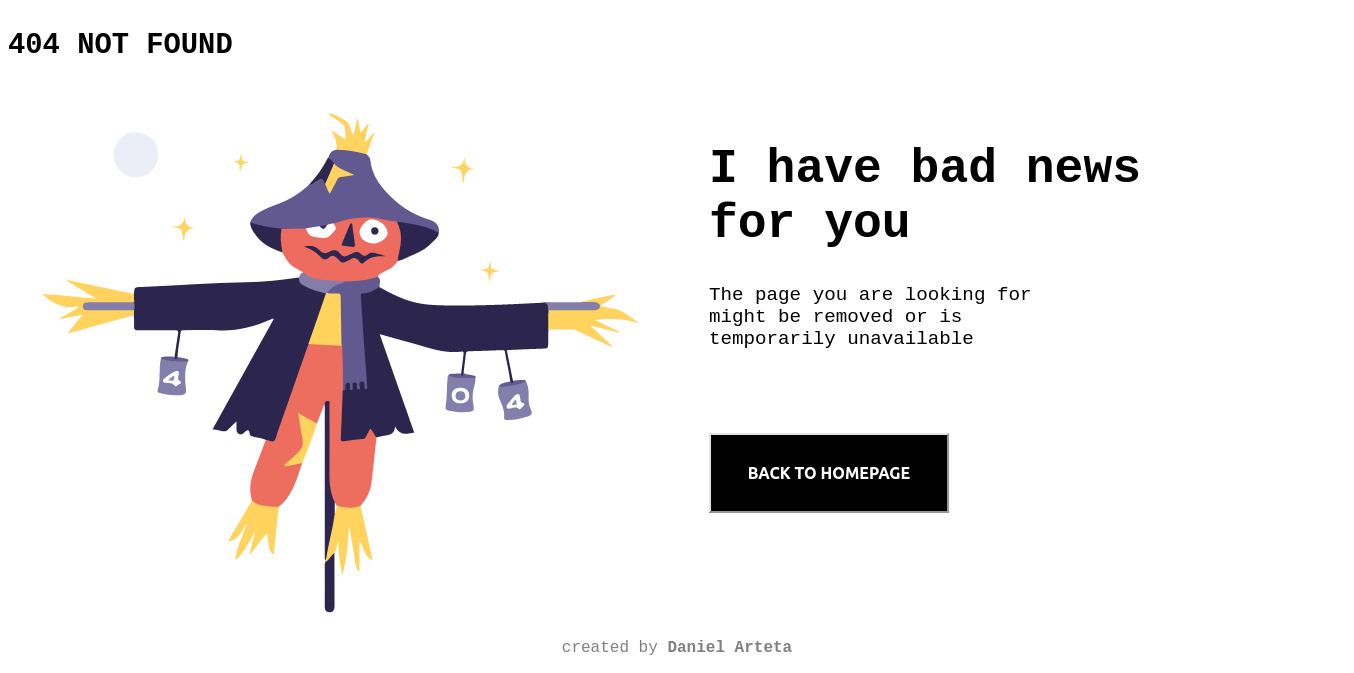 404 NOT FOUND
I have bad news
for you
The page you are looking for
might be removed or is
temporarily unavailable
4
0
4
BACK TO HOMEPAGE
created by Daniel Arteta